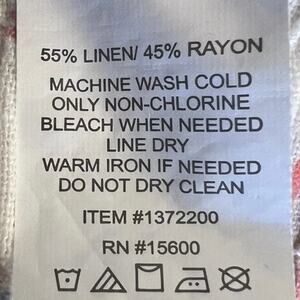 55% LINEN/ 45% RAYON
MACHINE WASH COLD
ONLY NON-CHLORINE
BLEACH WHEN NEEDED
LINE DRY
WARM IRON IF NEEDED
DO NOT DRY CLEAN
ITEM #1372200
RN #15600